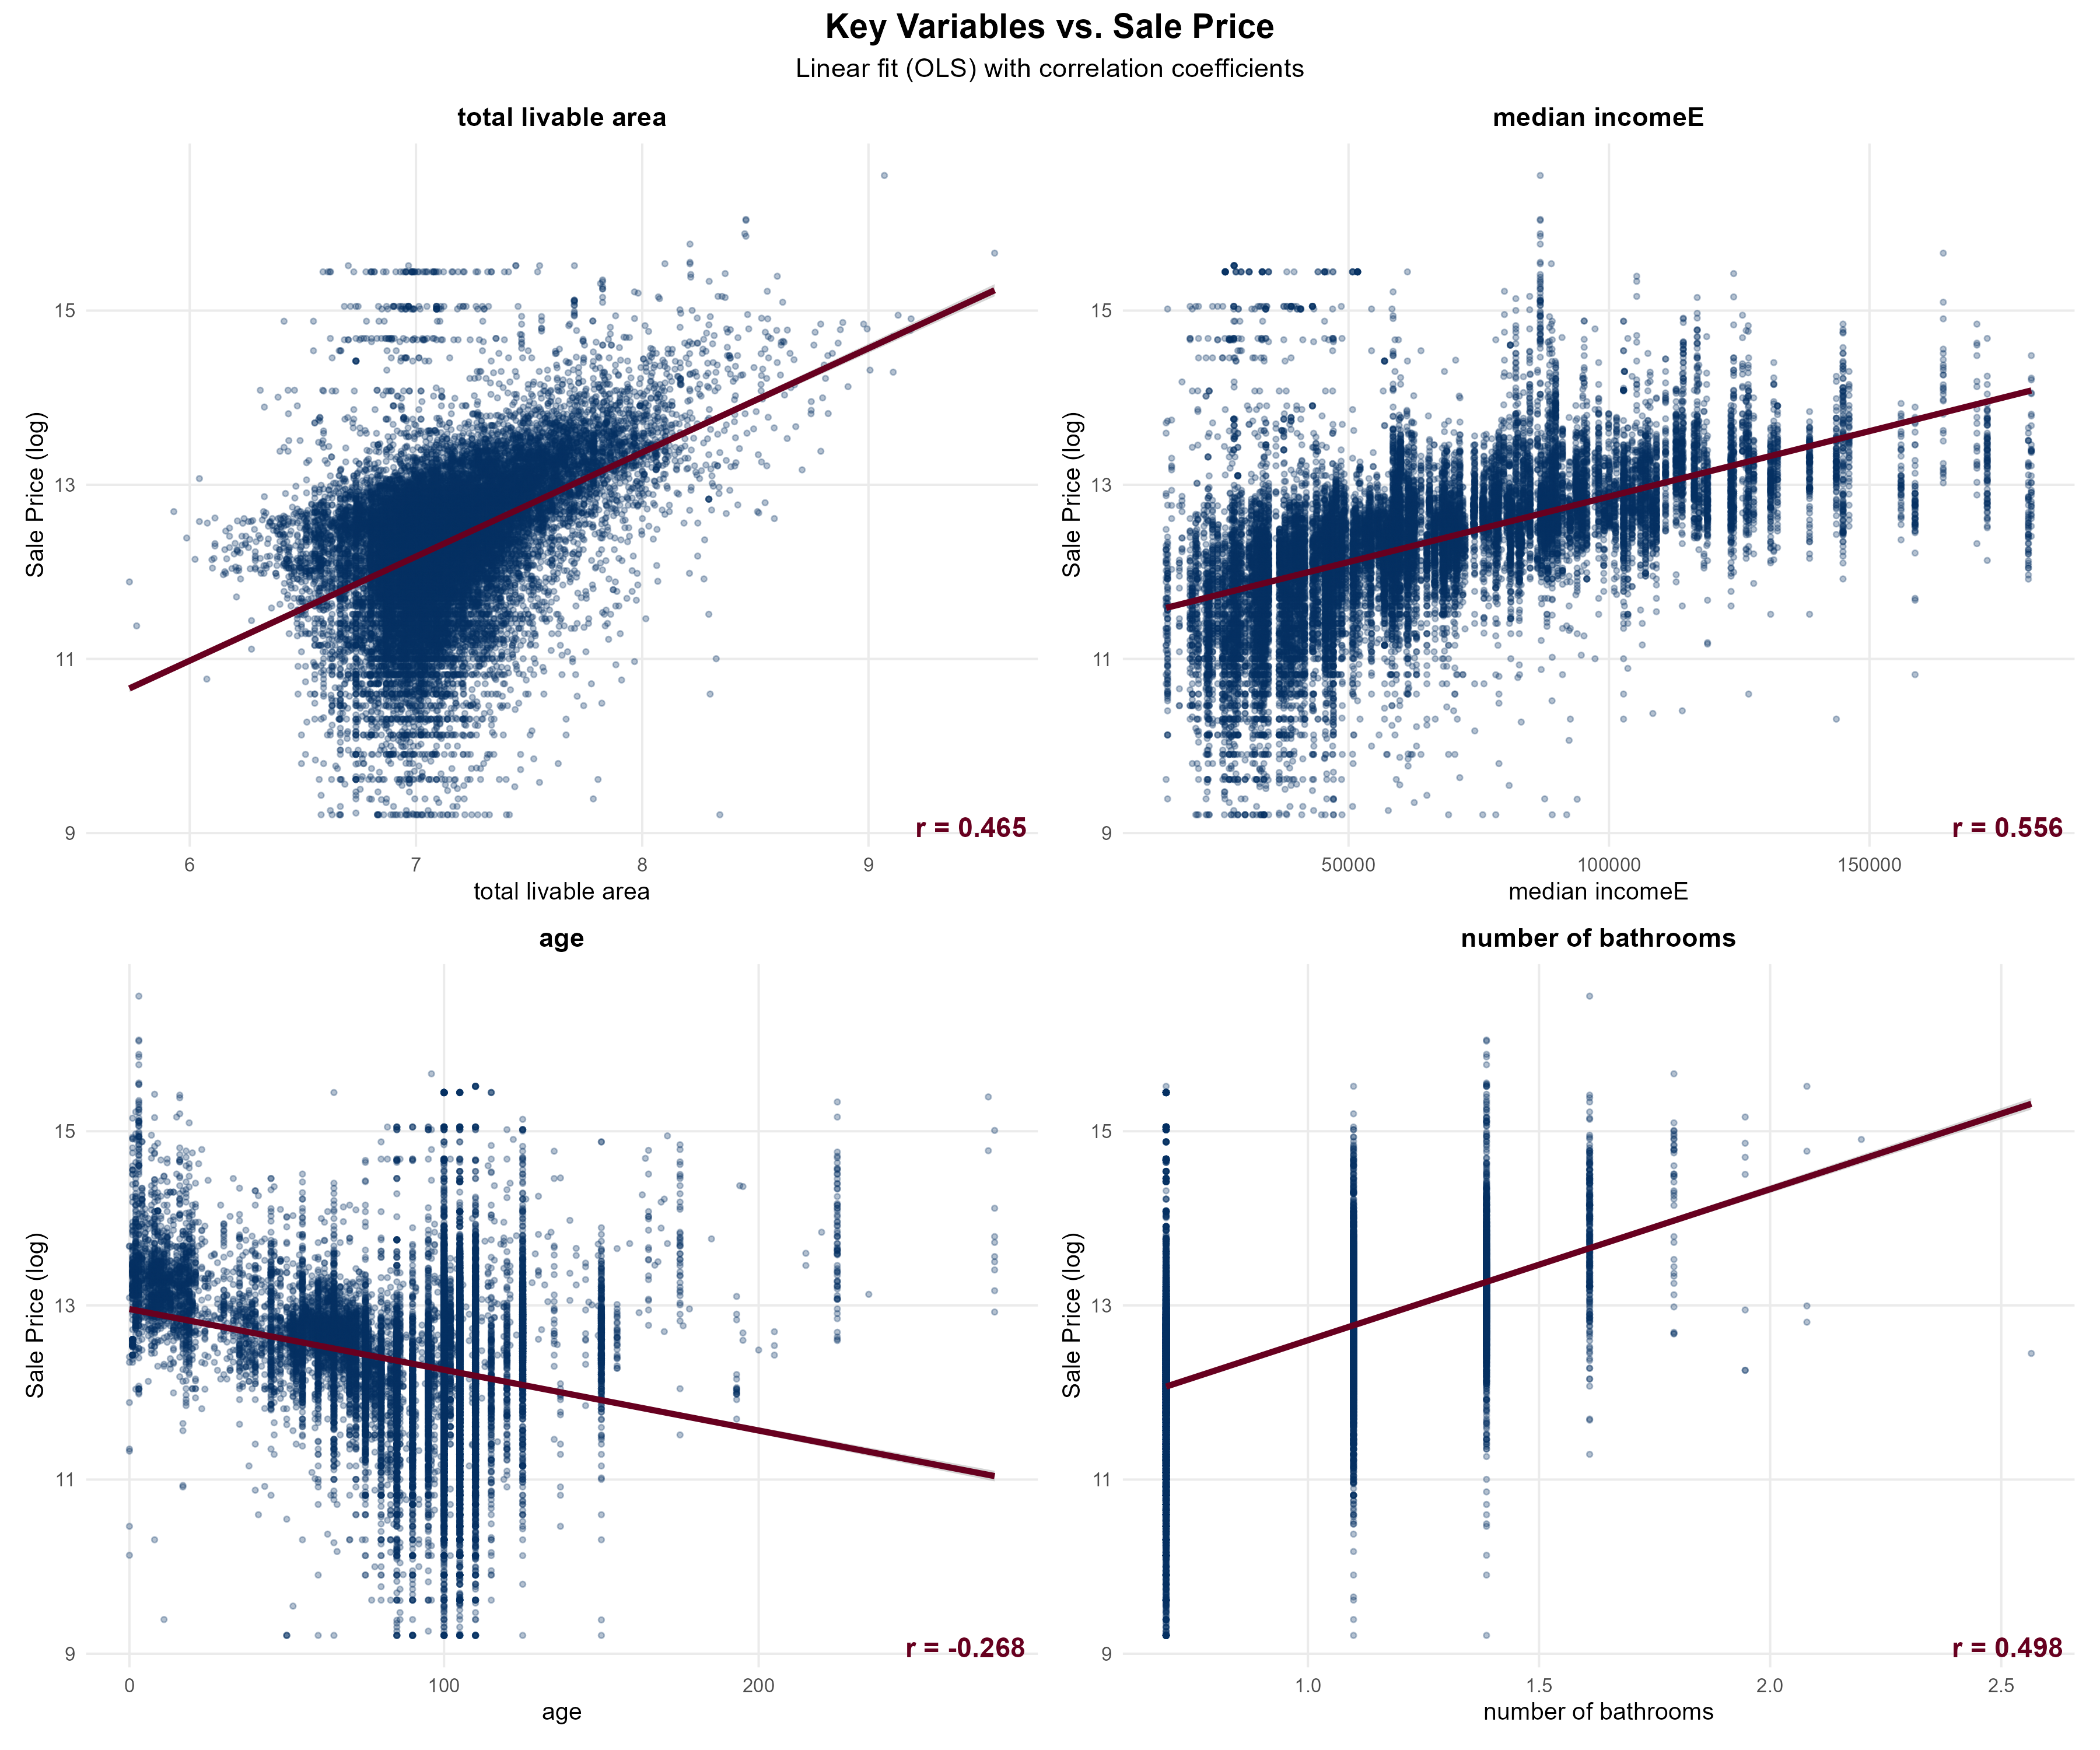 Key Variables vs. Sale Price
Linear fit (OLS) with correlation coefficients
total livable area
Sale Price (log)
15
13
11
9
r = 0.465
6 7 8 9
total livable area
median incomeE
Sale Price (log)
15
13
11
9
r = 0.556
50000 100000 150000
median incomeE
age
Sale Price (log)
15
13
11
9
r = -0.268
0 100 200
age
number of bathrooms
Sale Price (log)
15
13
11
9
r = 0.498
1.0 1.5 2.0 2.5
number of bathrooms